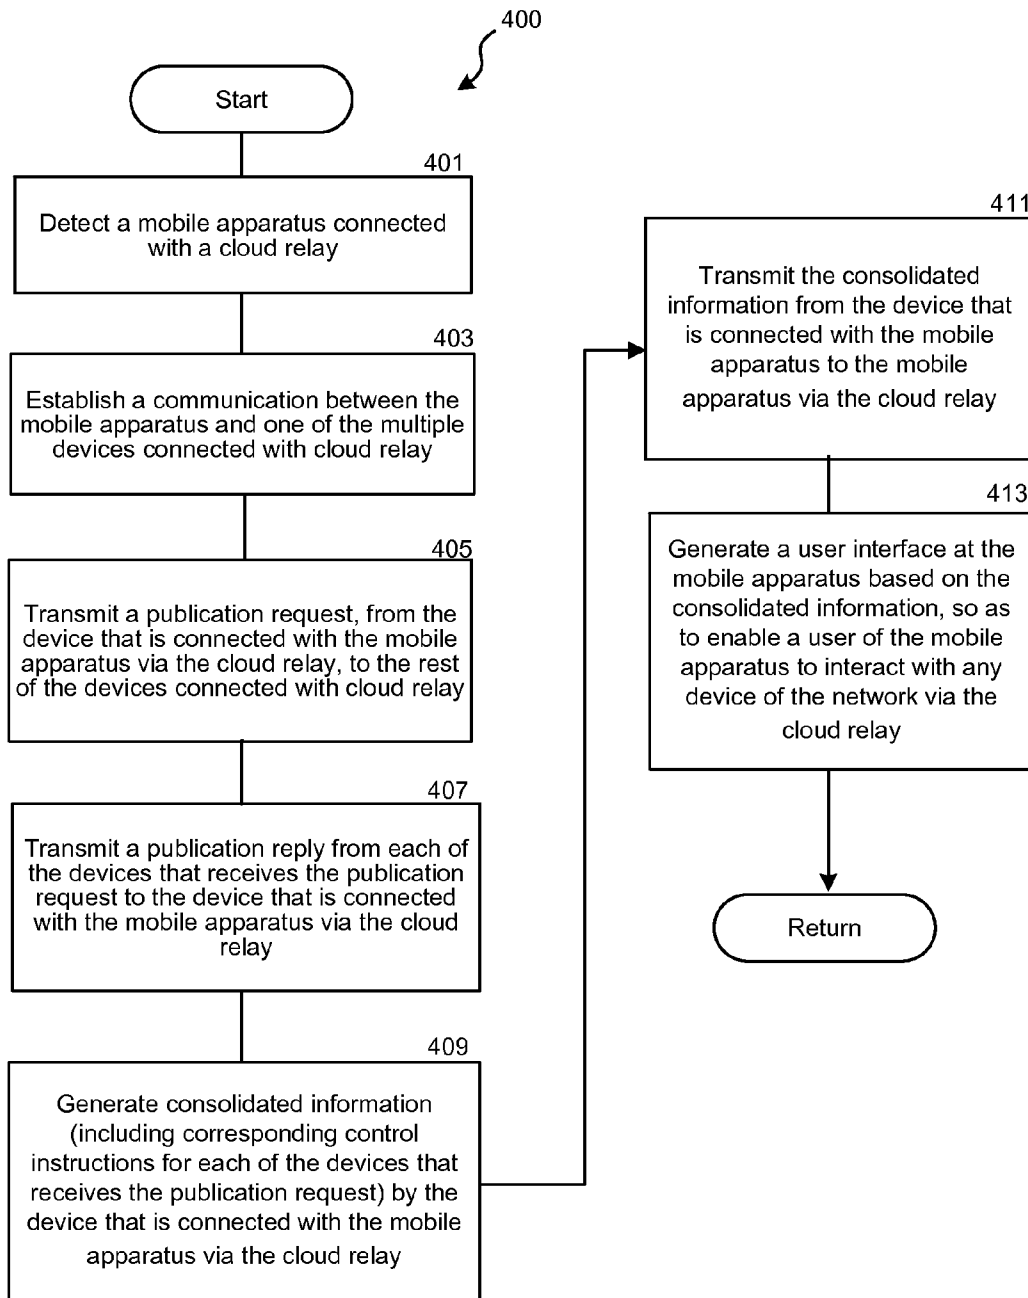 400
Start
401
Detect a mobile apparatus connected
with a cloud relay
403
Establish a communication between the
mobile apparatus and one of the multiple
devices connected with cloud relay
405
Transmit a publication request, from the
device that is connected with the mobile
apparatus via the cloud relay, to the rest
of the devices connected with cloud relay
407
Transmit a publication reply from each of
the devices that receives the publication
request to the device that is connected
with the mobile apparatus via the cloud
relay
409
Generate consolidated information
(including corresponding control
instructions for each of the devices that
receives the publication request) by the
device that is connected with the mobile
apparatus via the cloud relay
411
Transmit the consolidated
information from the device that
is connected with the mobile
apparatus to the mobile
apparatus via the cloud relay
413
Generate a user interface at the
mobile apparatus based on the
consolidated information, so as
to enable a user of the mobile
apparatus to interact with any
device of the network via the
cloud relay
Return